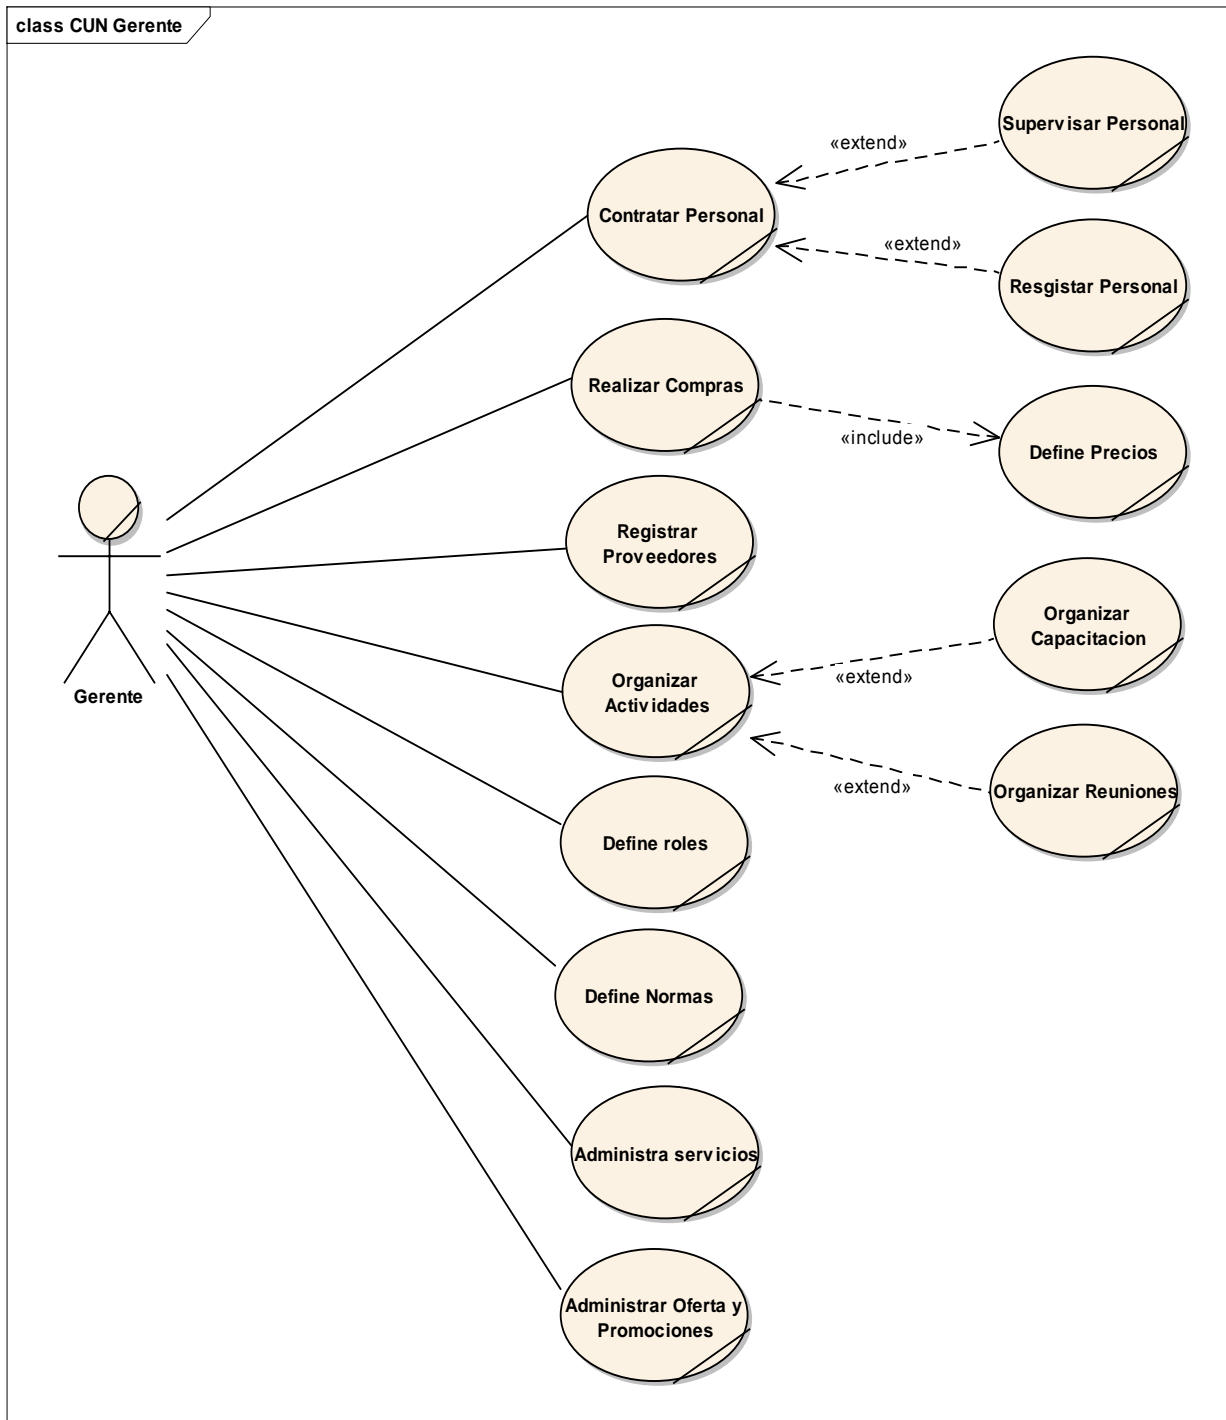 class CUN Gerente
Supervisar Personal
«extend»
Contratar Personal
«extend»
Resgistar Personal
Realizar Compras
«include»
Define Precios
Registrar
Proveedores
Organizar
Capacitacion
«extend»
Organizar
Actividades
Gerente
«extend»
Organizar Reuniones
Define roles
Define Normas
Administra servicios
Administrar Oferta y
Promociones